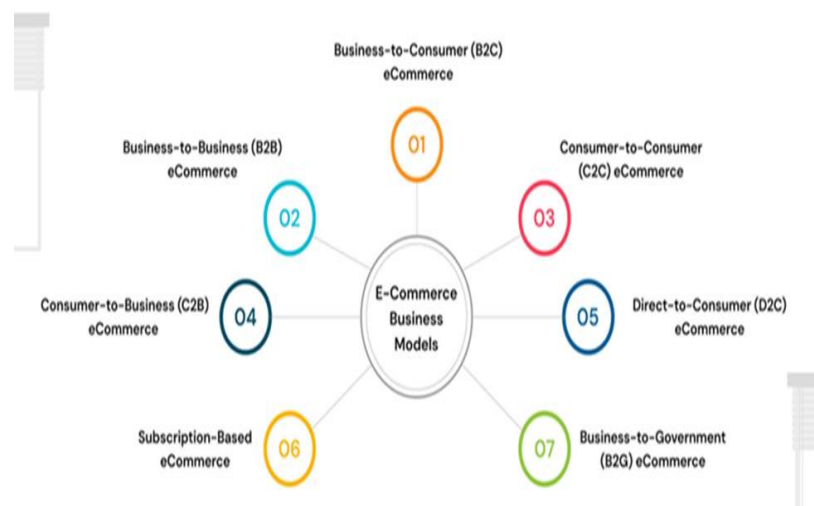 Business-to-Consumer (B2C)
eCommerce
01
Business-to-Business (B2B)
eCommerce
02
Consumer-to-Consumer
(C2C) eCommerce
03
Consumer-to-Business (C2B)
eCommerce
04
E-Commerce
Business
Models
05
Direct-to-Consumer (D2C)
eCommerce
Subscription-Based
eCommerce
06
07
Business-to-Government
(B2G) eCommerce